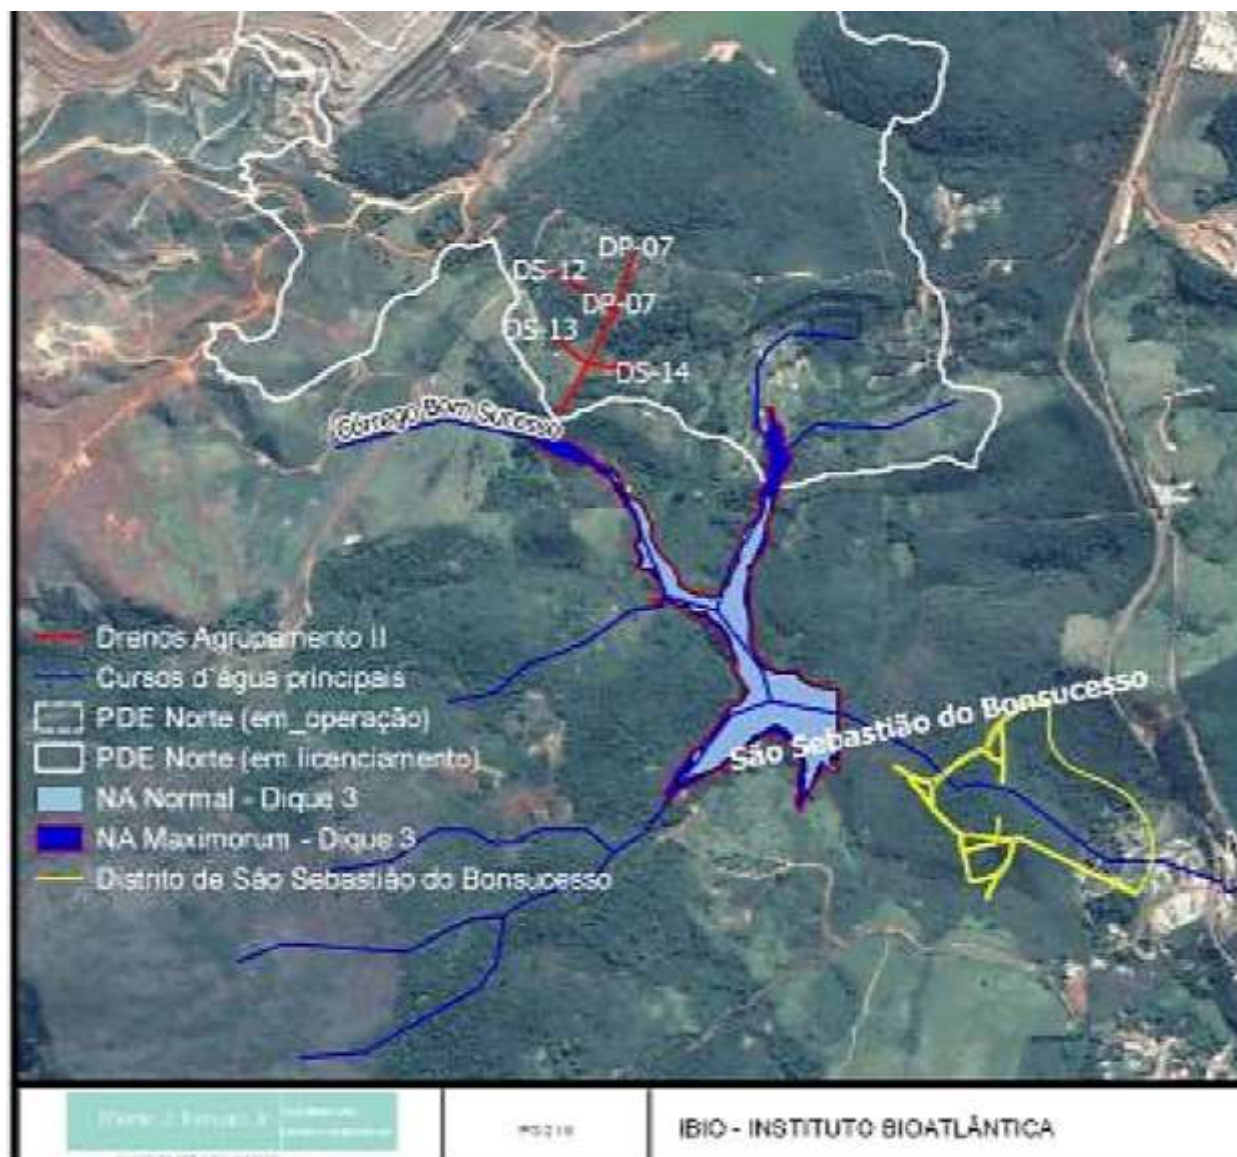 DP-07
DS-12
DP-07
DS-13
DS-14
Córrego Bom Sucesso
Drenos Agrupamento II
Cursos d'água principais
PDE Norte (em_operação)
São Sebastião do Bonsucesso
PDE Norte (em licenciamento)
NA Normal - Dique 3
NA Maximorum - Dique 3
Distrito de São Sebastião do Bonsucesso
IBIO - INSTITUTO BIOATLÂNTICA